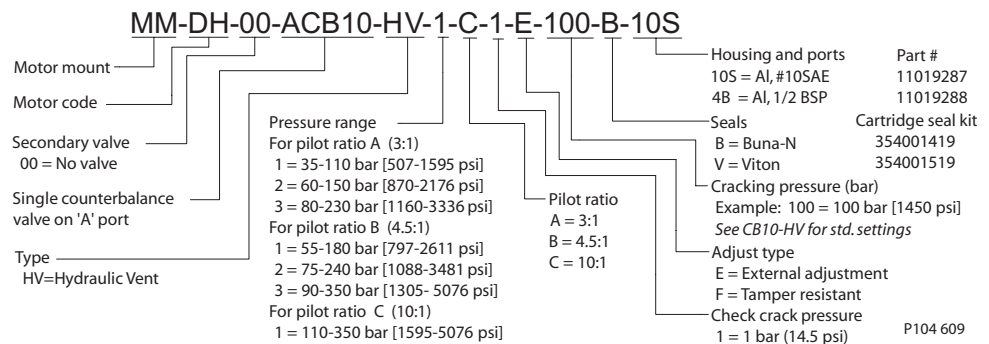 MM-DH-00-ACB10-HV-1-C-1-E-100-B-10S
Motor mount
Motor code
Secondary valve
00 = No valve
Single counterbalance
valve on 'A' port
Type
HV=Hydraulic Vent
Pressure range
For pilot ratio A (3:1)
1 = 35-110 bar [507-1595 psi]
2 = 60-150 bar [870-2176 psi]
3 = 80-230 bar [1160-3336 psi]
For pilot ratio B (4.5:1)
1 = 55-180 bar [797-2611 psi]
2 = 75-240 bar [1088-3481 psi]
3 = 90-350 bar [1305- 5076 psi]
For pilot ratio C (10:1)
1 = 110-350 bar [1595-5076 psi]
Pilot ratio
A = 3:1
B = 4.5:1
C = 10:1
Housing and ports Part #
10S = Al, #10SAE 11019287
4B = Al, 1/2 BSP 11019288
Seals Cartridge seal kit
B = Buna-N 354001419
V = Viton 354001519
Cracking pressure (bar)
Example: 100 = 100 bar [1450 psi]
See CB10-HV for std. settings
Adjust type
E = External adjustment
F = Tamper resistant
Check crack pressure
1 = 1 bar (14.5 psi)
P104 609